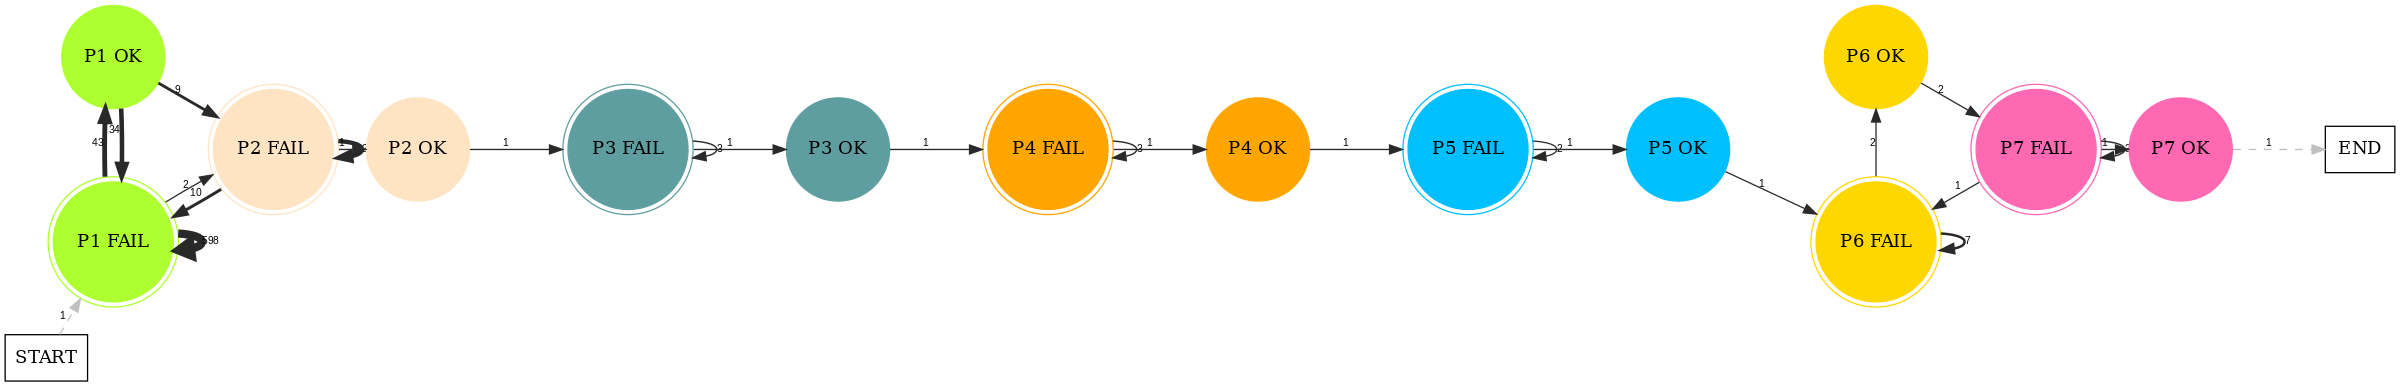 P1 OK
P6 OK
9
2
34
43
P2 FAIL
1
P2 OK
1
P3 FAIL
1
3
P3 OK
1
P4 FAIL
1
3
P4 OK
1
P5 FAIL
1
2
P5 OK
2
P7 FAIL
1
P7 OK
1
END
2
10
1
1
P1 FAIL
598
P6 FAIL
7
1
START